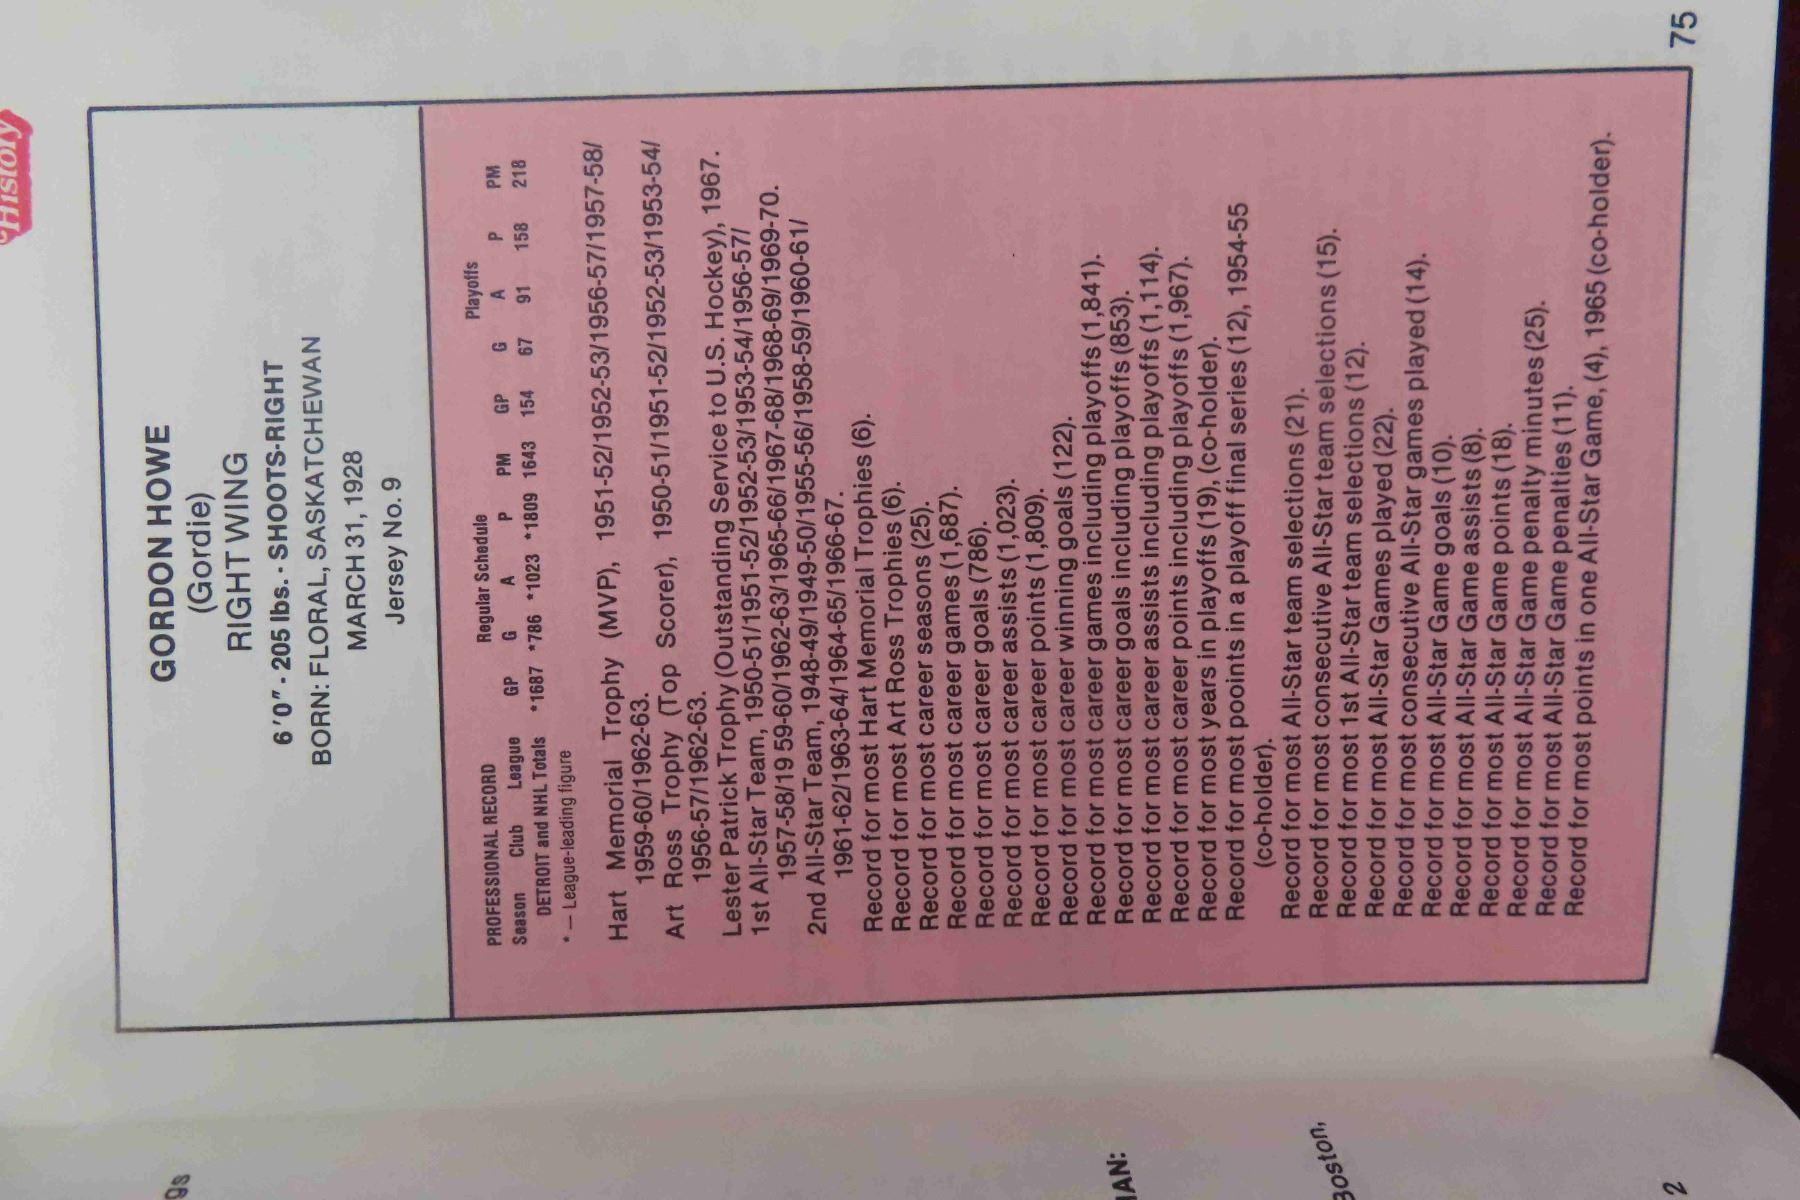 History
GORDON HOWE
(Gordie)
RIGHT WING
6'0" - 205 lbs. - SHOOTS-RIGHT
BORN: FLORAL, SASKATCHEWAN
MARCH 31, 1928
Jersey No. 9
PROFESSIONAL RECORD Regular Schedule Playoffs
Season Club League GP G A P PM GP G A P PM
DETROIT and NHL Totals *1687 *786 *1023 *1809 1643 154 67 91 158 218
* — League-leading figure
Hart Memorial Trophy (MVP), 1951-52/1952-53/1956-57/1957-58/
1959-60/1962-63.
Art Ross Trophy (Top Scorer), 1950-51/1951-52/1952-53/1953-54/
1956-57/1962-63.
Lester Patrick Trophy (Outstanding Service to U.S. Hockey), 1967.
1st All-Star Team, 1950-51/1951-52/1952-53/1953-54/1956-57/
1957-58/19 59-60/1962-63/1965-66/1967-68/1968-69/1969-70.
2nd All-Star Team, 1948-49/1949-50/1955-56/1958-59/1960-61/
1961-62/1963-64/1964-65/1966-67.
Record for most Hart Memorial Trophies (6).
Record for most Art Ross Trophies (6).
Record for most career seasons (25).
Record for most career games (1,687).
Record for most career goals (786).
Record for most career assists (1,023).
Record for most career points (1,809).
Record for most career winning goals (122).
Record for most career games including playoffs (1,841).
Record for most career goals including playoffs (853).
Record for most career assists including playoffs (1,114).
Record for most career points including playoffs (1,967).
Record for most years in playoffs (19), (co-holder).
Record for most pooints in a playoff final series (12), 1954-55
(co-holder).
Record for most All-Star team selections (21).
Record for most consecutive All-Star team selections (15).
Record for most 1st All-Star team selections (12).
Record for most All-Star Games played (22).
Record for most consecutive All-Star games played (14).
Record for most All-Star Game goals (10).
Record for most All-Star Game assists (8).
Record for most All-Star Game points (18).
Record for most All-Star Game penalty minutes (25).
Record for most All-Star Game penalties (11).
Record for most points in one All-Star Game, (4), 1965 (co-holder).
75
gs
IAN:
Boston,
2